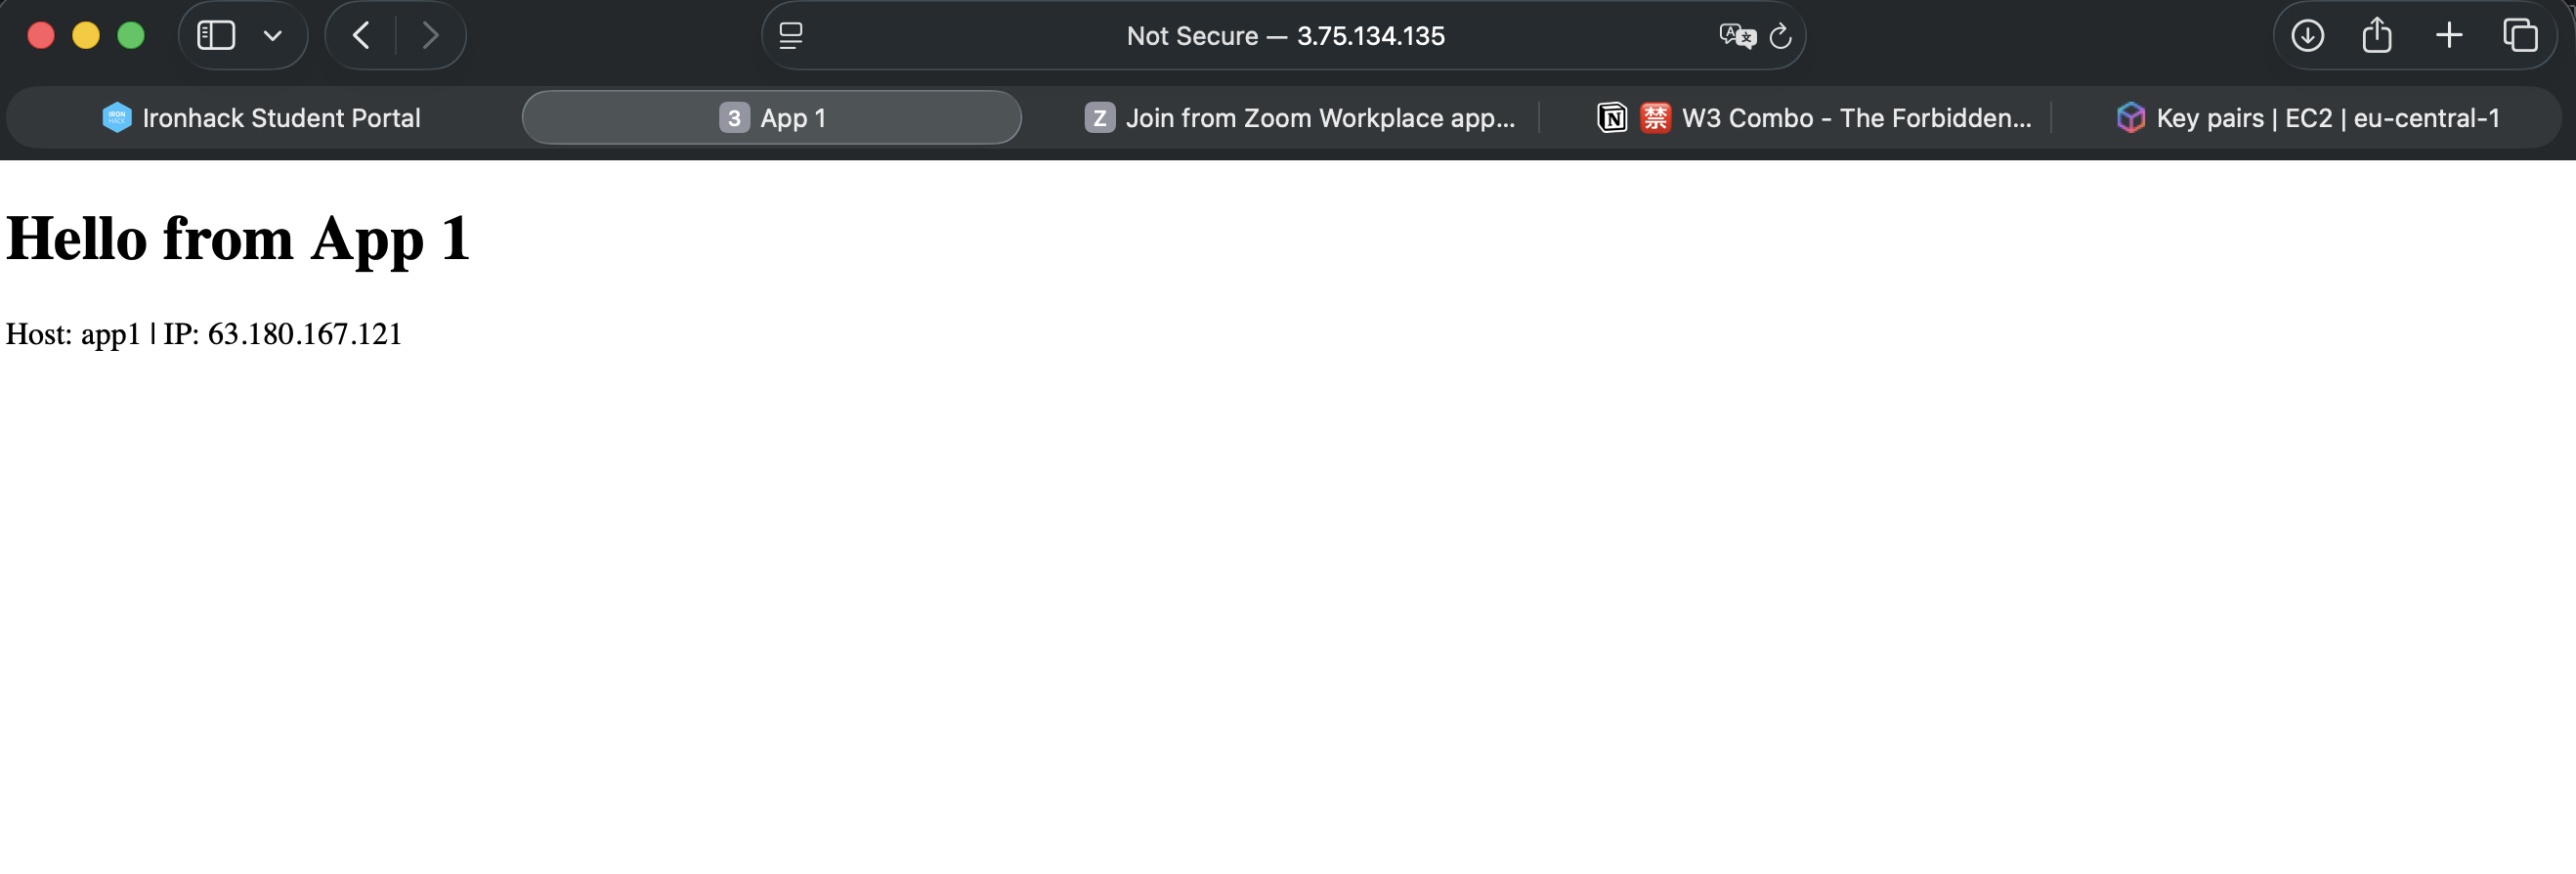 Not Secure — 3.75.134.135
IRON HACK Ironhack Student Portal
3 App 1
Z Join from Zoom Workplace app...
N 禁 W3 Combo - The Forbidden...
Key pairs | EC2 | eu-central-1
Hello from App 1
Host: app1 | IP: 63.180.167.121